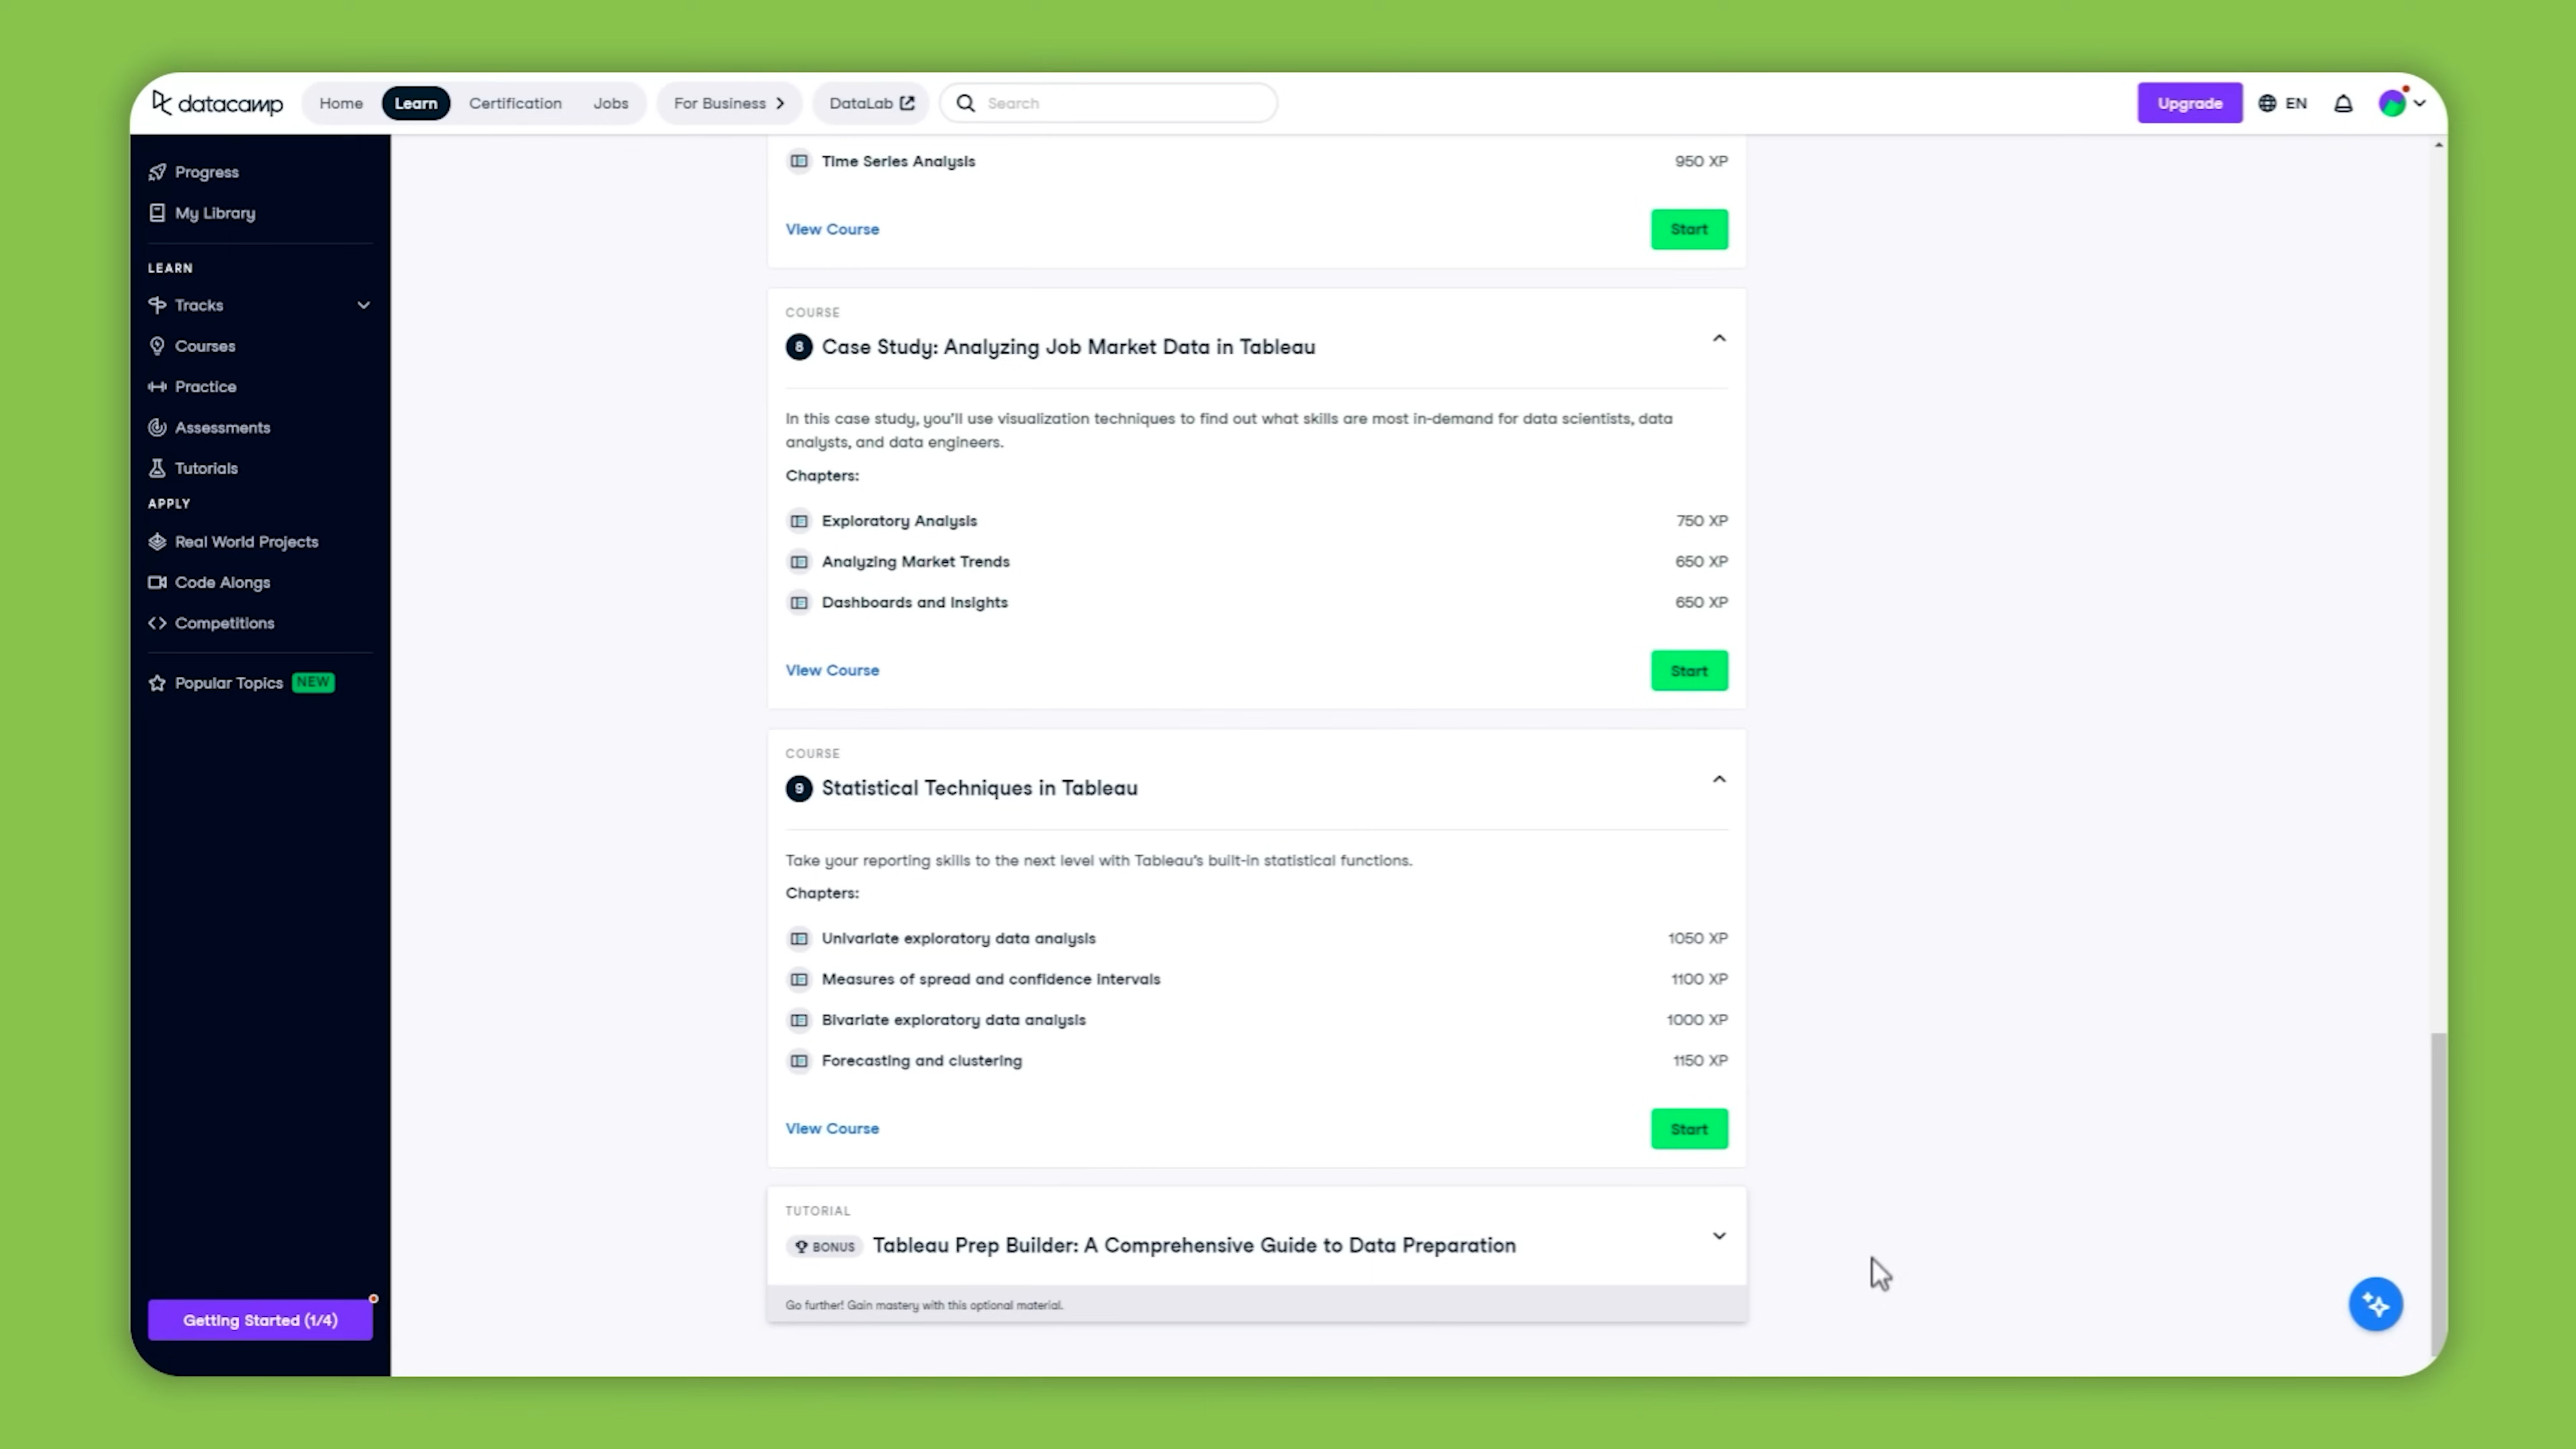 datacamp
Home
Learn
Certification
Jobs
For Business
DataLab
Search
Upgrade
EN
Progress
My Library
LEARN
Tracks
Courses
Practice
Assessments
Tutorials
APPLY
Real World Projects
Code Alongs
Competitions
Popular Topics NEW
Getting Started (1/4)
Time Series Analysis 950 XP
View Course Start
COURSE
8 Case Study: Analyzing Job Market Data in Tableau
In this case study, you'll use visualization techniques to find out what skills are most in-demand for data scientists, data
analysts, and data engineers.
Chapters:
Exploratory Analysis 750 XP
Analyzing Market Trends 650 XP
Dashboards and Insights 650 XP
View Course Start
COURSE
9 Statistical Techniques in Tableau
Take your reporting skills to the next level with Tableau's built-in statistical functions.
Chapters:
Univariate exploratory data analysis 1050 XP
Measures of spread and confidence intervals 1100 XP
Bivariate exploratory data analysis 1000 XP
Forecasting and clustering 1150 XP
View Course Start
TUTORIAL
BONUS Tableau Prep Builder: A Comprehensive Guide to Data Preparation
Go further! Gain mastery with this optional material.